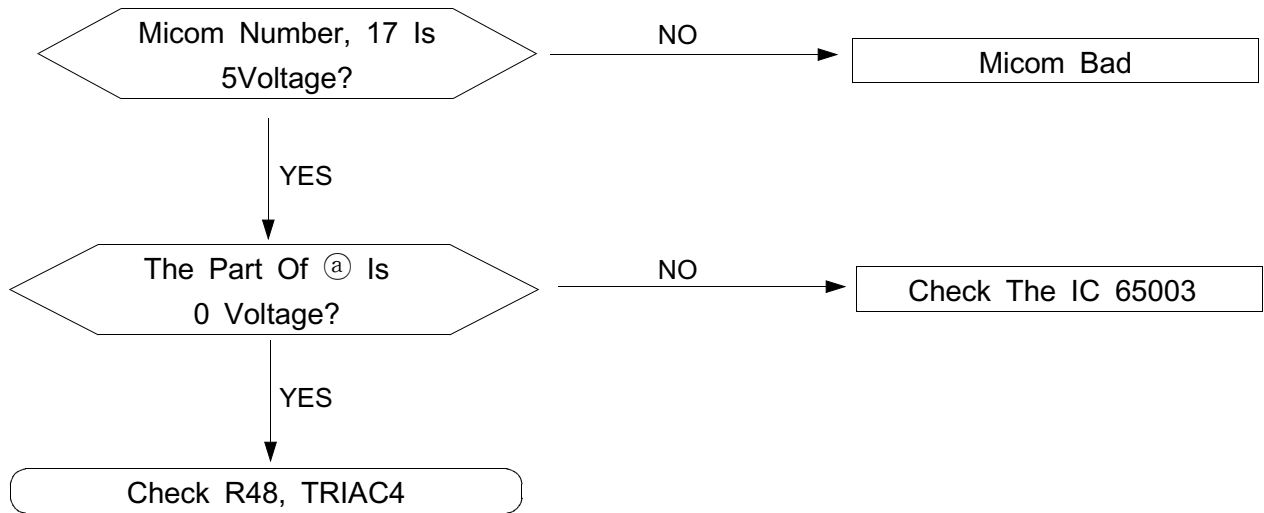 Micom Number, 17 Is
5Voltage?
NO
Micom Bad
YES
The Part Of ⓐ Is
0 Voltage?
NO
Check The IC 65003
YES
Check R48, TRIAC4